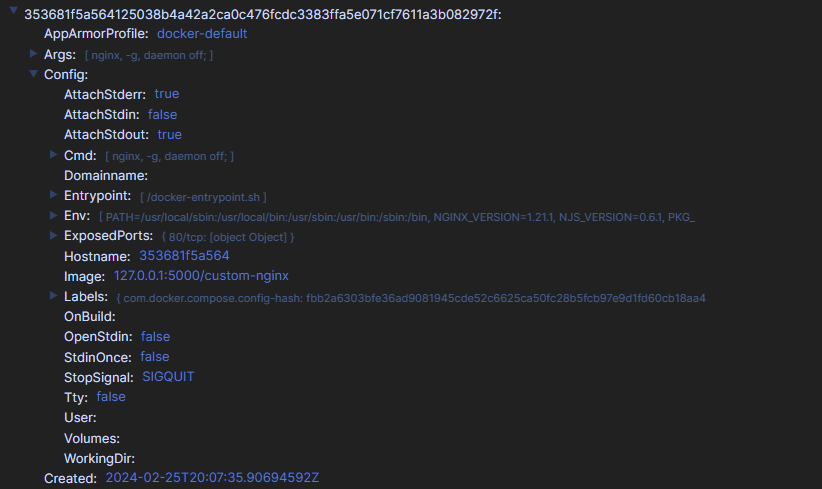 353681f5a564125038b4a42a2ca0c476fcdc3383ffa5e071cf7611a3b082972f:
AppArmorProfile: docker-default
Args: [ nginx, -g, daemon off; ]
Config:
AttachStderr: true
AttachStdin: false
AttachStdout: true
Cmd: [ nginx, -g, daemon off; ]
Domainname:
Entrypoint: [ /docker-entrypoint.sh ]
Env: [ PATH=/usr/local/sbin:/usr/local/bin:/usr/sbin:/usr/bin:/sbin:/bin, NGINX_VERSION=1.21.1, NJS_VERSION=0.6.1, PKG_
ExposedPorts: { 80/tcp: [object Object] }
Hostname: 353681f5a564
Image: 127.0.0.1:5000/custom-nginx
Labels: { com.docker.compose.config-hash: fbb2a6303bfe36ad9081945cde52c6625ca50fc28b5fcb97e9d1fd60cb18aa4
OnBuild:
OpenStdin: false
StdinOnce: false
StopSignal: SIGQUIT
Tty: false
User:
Volumes:
WorkingDir:
Created: 2024-02-25T20:07:35.90694592Z